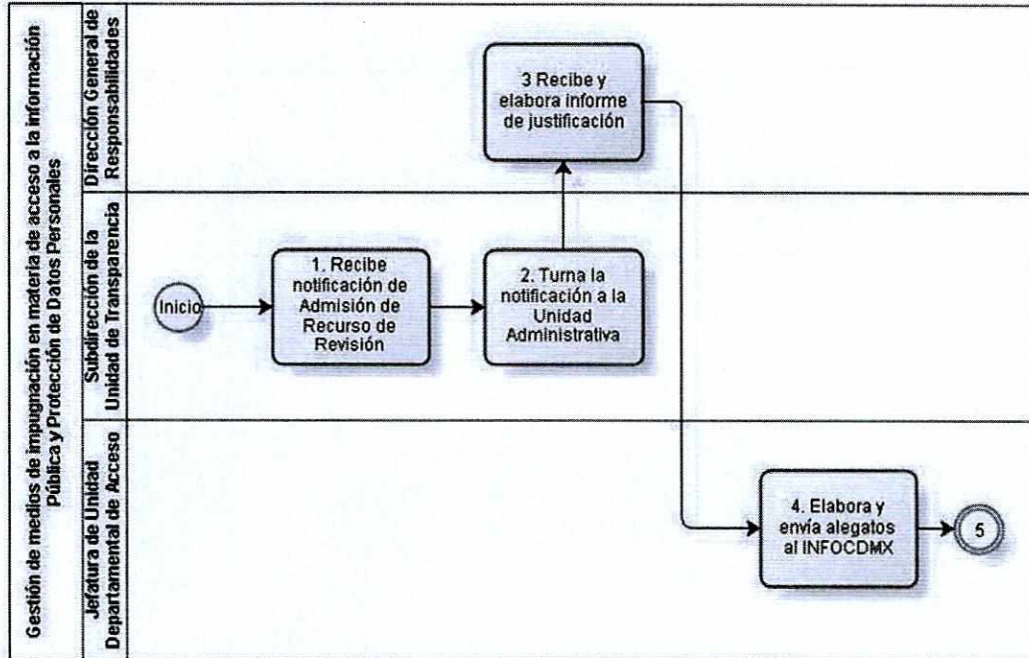 Gestión de medios de impugnación en materia de acceso a la información
Pública y Protección de Datos Personales
Dirección General de
Responsabilidades
3 Recibe y
elabora informe
de justificación
Subdirección de la
Unidad de Transparencia
Inicio
1. Recibe
notificación de
Admisión de
Recurso de
Revisión
2. Turna la
notificación a la
Unidad
Administrativa
Jefatura de Unidad
Departamental de Acceso
4. Elabora y
envía alegatos
al INFOCDMX
5